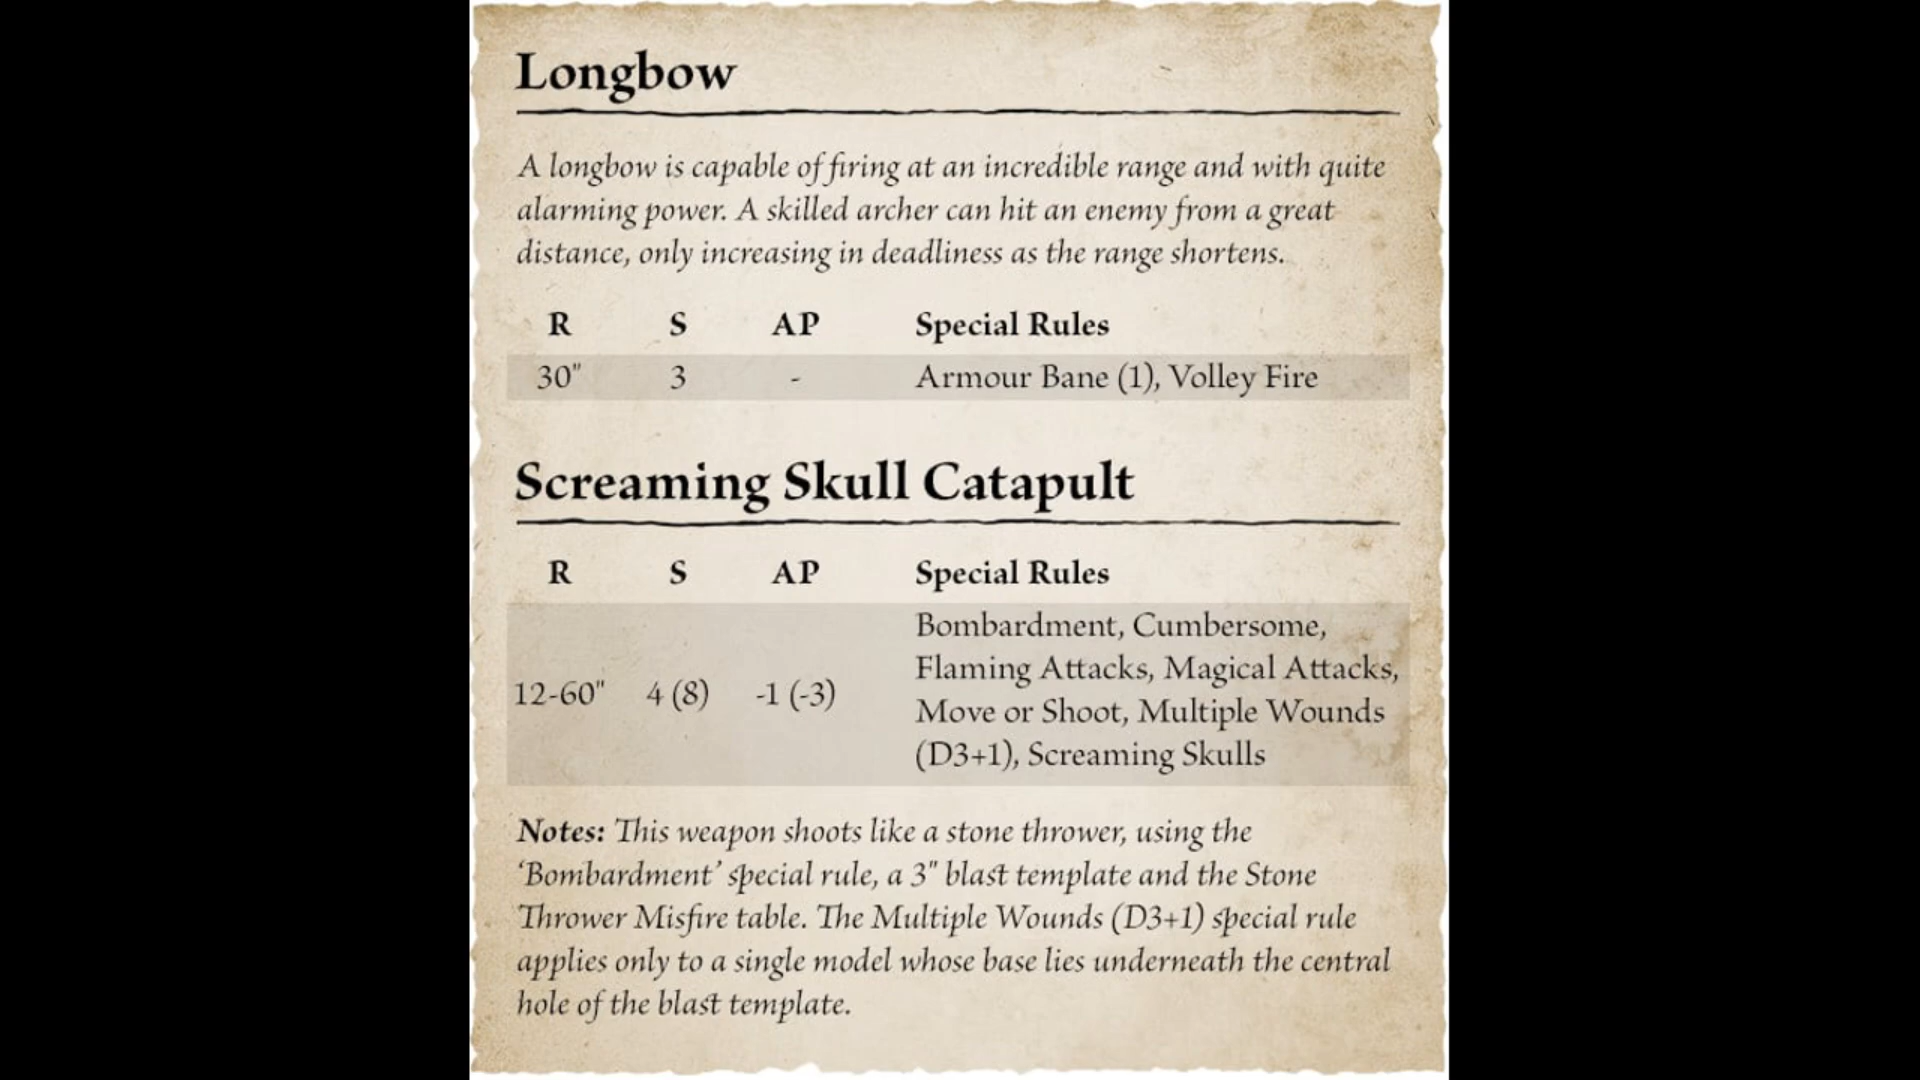 Longbow
A longbow is capable of firing at an incredible range and with quite
alarming power. A skilled archer can hit an enemy from a great
distance, only increasing in deadliness as the range shortens.
R S AP Special Rules
30" 3 - Armour Bane (1), Volley Fire
Screaming Skull Catapult
R S AP Special Rules
12-60" 4 (8) -1 (-3) Bombardment, Cumbersome,
Flaming Attacks, Magical Attacks,
Move or Shoot, Multiple Wounds
(D3+1), Screaming Skulls
Notes: This weapon shoots like a stone thrower, using the
‘Bombardment’ special rule, a 3" blast template and the Stone
Thrower Misfire table. The Multiple Wounds (D3+1) special rule
applies only to a single model whose base lies underneath the central
hole of the blast template.